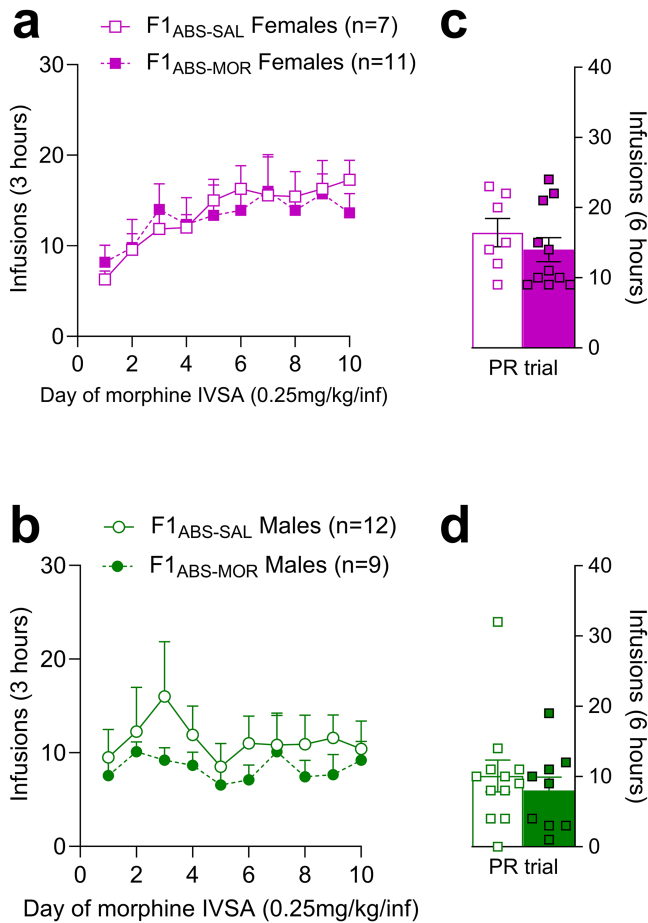 a
F1ABS-SAL Females (n=7)
F1ABS-MOR Females (n=11)
30
20
10
0
Infusions (3 hours)
0 2 4 6 8 10
Day of morphine IVSA (0.25mg/kg/inf)
c
40
30
20
10
0
Infusions (6 hours)
PR trial
b
F1ABS-SAL Males (n=12)
F1ABS-MOR Males (n=9)
30
20
10
0
Infusions (3 hours)
0 2 4 6 8 10
Day of morphine IVSA (0.25mg/kg/inf)
d
40
30
20
10
0
Infusions (6 hours)
PR trial